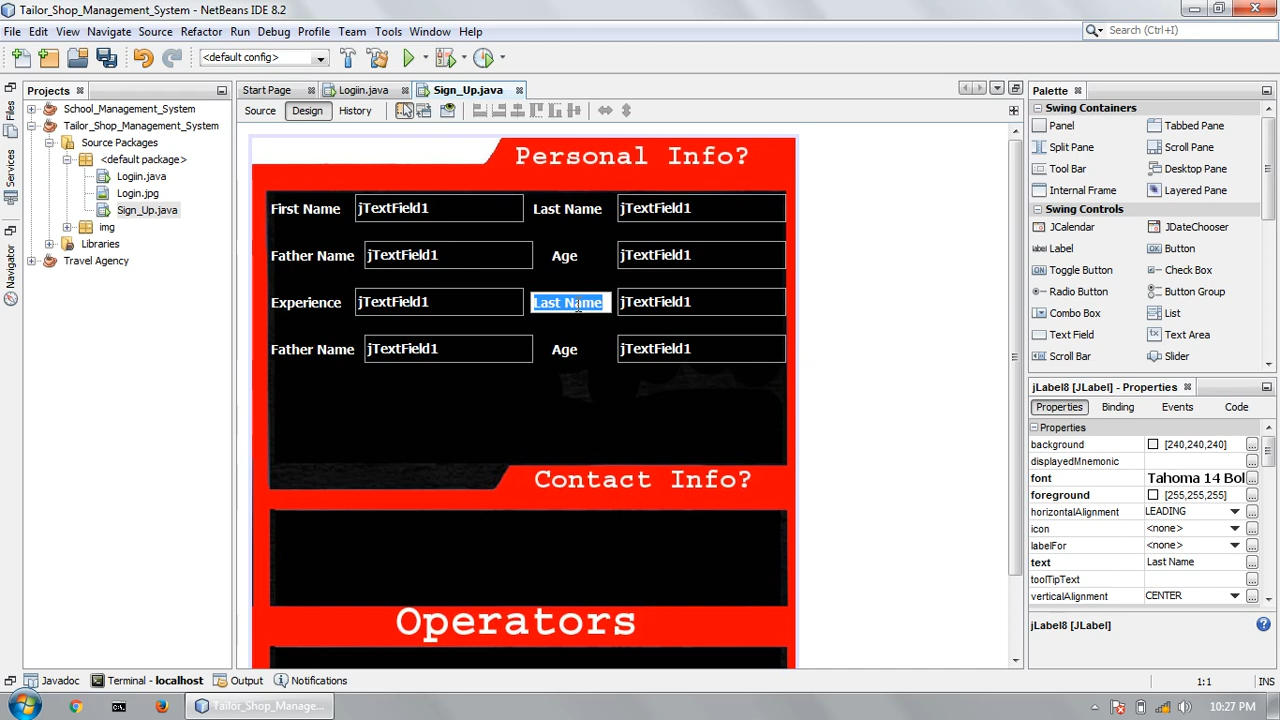 Tailor_Shop_Management_System - NetBeans IDE 8.2
File Edit View Navigate Source Refactor Run Debug Profile Team Tools Window Help
Search (Ctrl+I)
<default config>
Projects
Files
Services
Navigator
School_Management_System
Tailor_Shop_Management_System
Source Packages
<default package>
Logiin.java
Login.jpg
Sign_Up.java
img
Libraries
Travel Agency
Start Page
Logiin.java
Sign_Up.java
Source Design History
Personal Info?
First Name jTextField1 Last Name jTextField1
Father Name jTextField1 Age jTextField1
Experience jTextField1 Last Name jTextField1
Father Name jTextField1 Age jTextField1
Contact Info?
Operators
Palette
Swing Containers
Panel Tabbed Pane
Split Pane Scroll Pane
Tool Bar Desktop Pane
Internal Frame Layered Pane
Swing Controls
JCalendar JDateChooser
Label Button
Toggle Button Check Box
Radio Button Button Group
Combo Box List
Text Field Text Area
Scroll Bar Slider
jLabel8 [JLabel] - Properties
Properties Binding Events Code
Properties
background [240,240,240]
displayedMnemonic
font Tahoma 14 Bol
foreground [255,255,255]
horizontalAlignment LEADING
icon <none>
labelFor <none>
text Last Name
toolTipText
verticalAlignment CENTER
jLabel8 [JLabel]
Javadoc Terminal - localhost Output Notifications
1:1 INS
Tailor_Shop_Manage...
10:27 PM